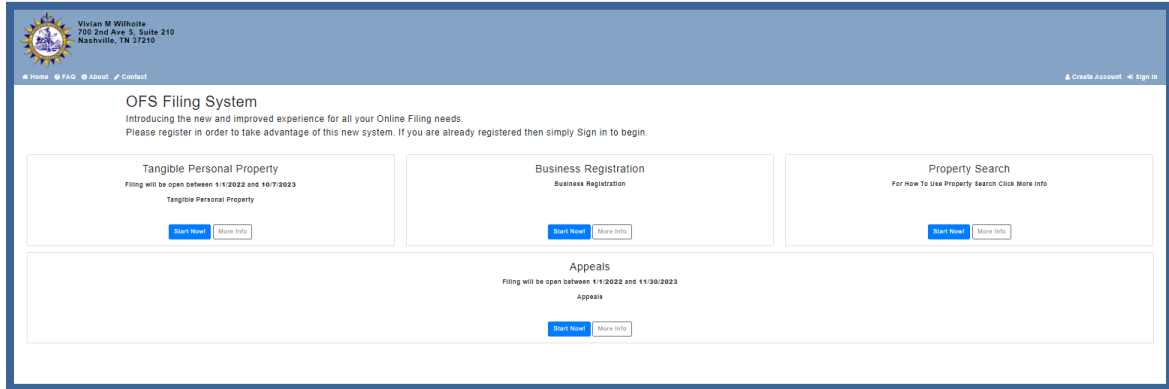 Vivian M Wilhoite
700 2nd Ave S, Suite 210
Nashville, TN 37210
Home FAQ About Contact
Create Account Sign In
OFS Filing System
Introducing the new and improved experience for all your Online Filing needs.
Please register in order to take advantage of this new system. If you are already registered then simply Sign in to begin.
Tangible Personal Property
Filing will be open between 1/1/2022 and 10/7/2023
Tangible Personal Property
Start Now! More Info
Business Registration
Business Registration
Start Now! More Info
Property Search
For How To Use Property Search Click More Info
Start Now! More Info
Appeals
Filing will be open between 1/1/2022 and 11/30/2023
Appeals
Start Now! More Info